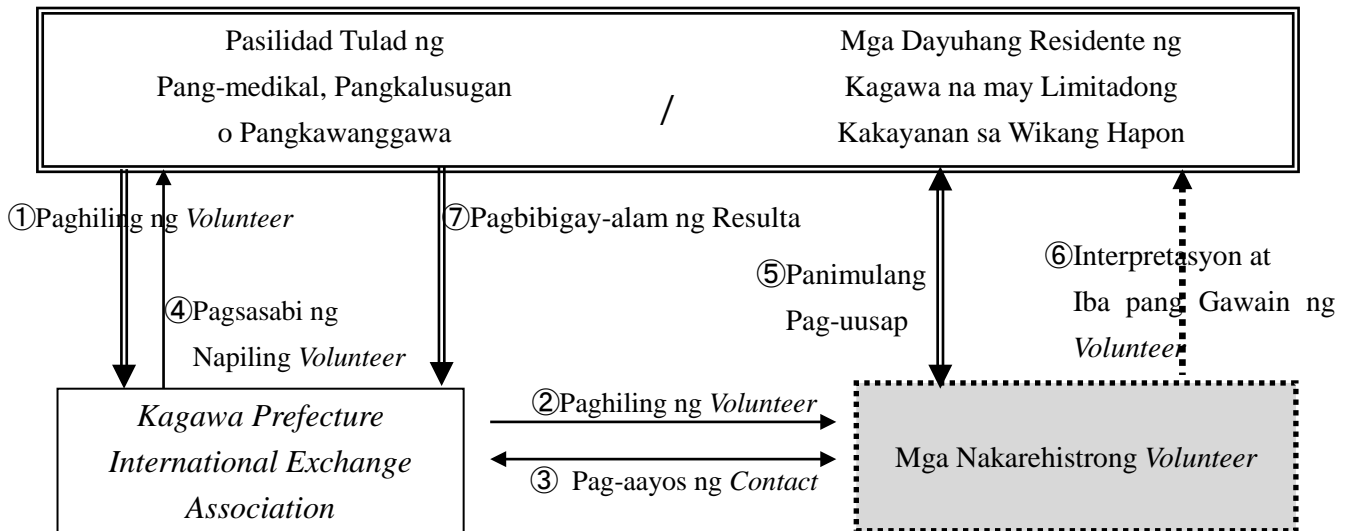 Pasilidad Tulad ng
Pang-medikal, Pangkalusugan
o Pangkawanggawa
/
Mga Dayuhang Residente ng
Kagawa na may Limitadong
Kakayanan sa Wikang Hapon
①Paghiling ng Volunteer
⑦Pagbibigay-alam ng Resulta
④Pagsasabi ng
Napiling Volunteer
⑤Panimulang
Pag-uusap
⑥Interpretasyon at
Iba pang Gawain ng
Volunteer
Kagawa Prefecture
International Exchange
Association
②Paghiling ng Volunteer
③ Pag-aayos ng Contact
Mga Nakarehistrong Volunteer